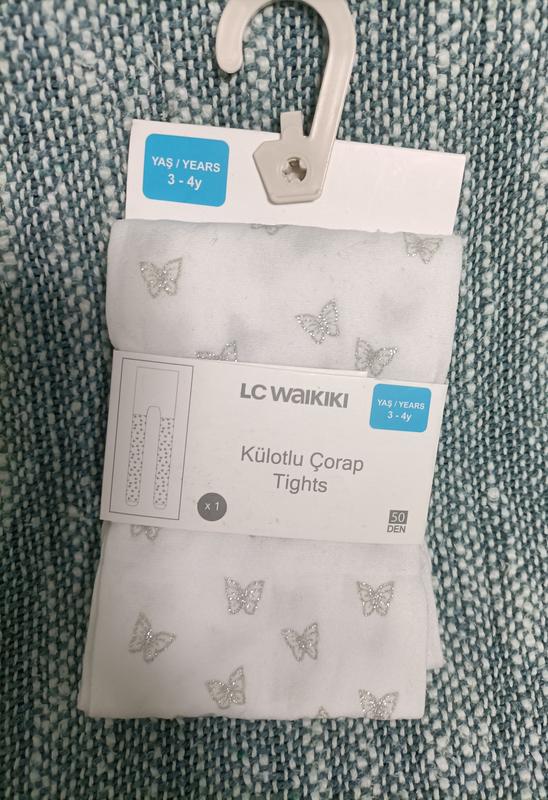 YAŞ / YEARS
3 - 4y
LC WAIKIKI
YAŞ / YEARS
3 - 4y
Külotlu Çorap
Tights
x 1
50
DEN